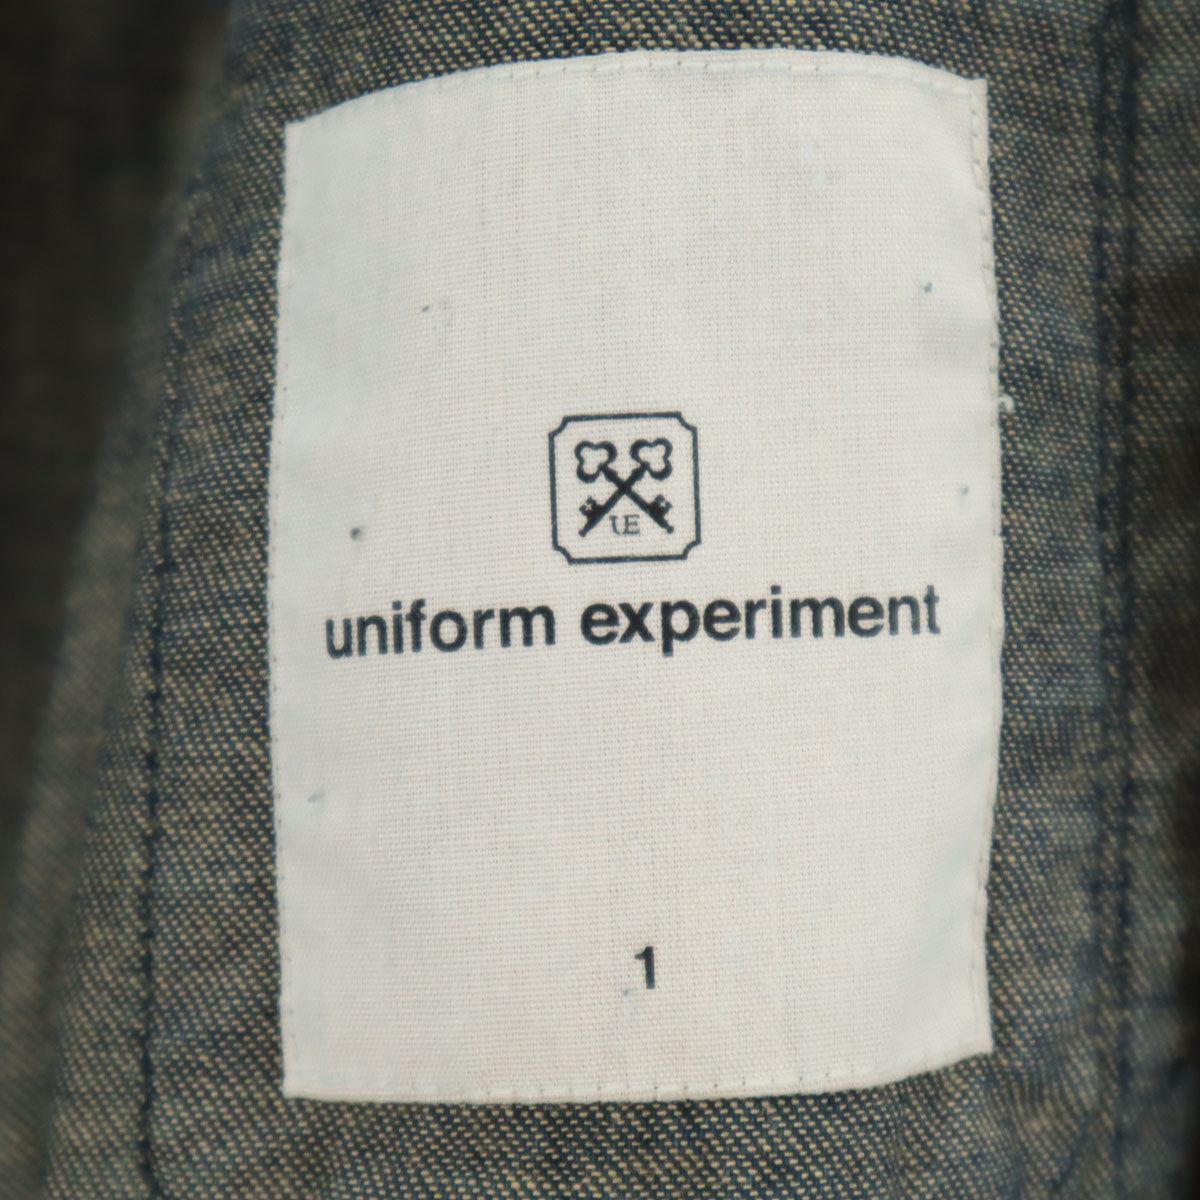 UE
uniform experiment
1